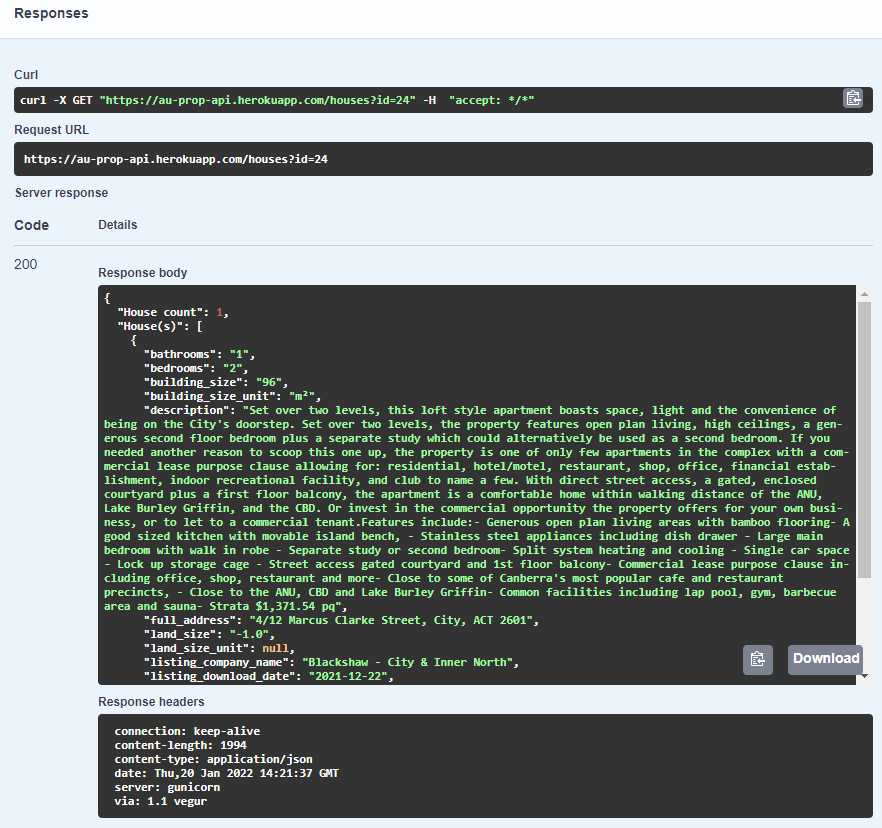 Responses
Curl
curl -X GET "https://au-prop-api.herokuapp.com/houses?id=24" -H  "accept: */*"
Request URL
https://au-prop-api.herokuapp.com/houses?id=24
Server response
Code Details
200
Response body
{
  "House count": 1,
  "House(s)": [
    {
      "bathrooms": "1",
      "bedrooms": "2",
      "building_size": "96",
      "building_size_unit": "m²",
      "description": "Set over two levels, this loft style apartment boasts space, light and the convenience of
being on the City's doorstep. Set over two levels, the property features open plan living, high ceilings, a gen-
erous second floor bedroom plus a separate study which could alternatively be used as a second bedroom. If you
needed another reason to scoop this one up, the property is one of only few apartments in the complex with a com-
mercial lease purpose clause allowing for: residential, hotel/motel, restaurant, shop, office, financial estab-
lishment, indoor recreational facility, and club to name a few. With direct street access, a gated, enclosed
courtyard plus a first floor balcony, the apartment is a comfortable home within walking distance of the ANU,
Lake Burley Griffin, and the CBD. Or invest in the commercial opportunity the property offers for your own busi-
ness, or to let to a commercial tenant.Features include:- Generous open plan living areas with bamboo flooring- A
good sized kitchen with movable island bench, - Stainless steel appliances including dish drawer - Large main
bedroom with walk in robe - Separate study or second bedroom- Split system heating and cooling - Single car space
- Lock up storage cage - Street access gated courtyard and 1st floor balcony- Commercial lease purpose clause in-
cluding office, shop, restaurant and more- Close to some of Canberra's most popular cafe and restaurant
precincts, - Close to the ANU, CBD and Lake Burley Griffin- Common facilities including lap pool, gym, barbecue
area and sauna- Strata $1,371.54 pq",
      "full_address": "4/12 Marcus Clarke Street, City, ACT 2601",
      "land_size": "-1.0",
      "land_size_unit": null,
      "listing_company_name": "Blackshaw - City & Inner North",
      "listing_download_date": "2021-12-22",
Download
Response headers
connection: keep-alive
content-length: 1994
content-type: application/json
date: Thu,20 Jan 2022 14:21:37 GMT
server: gunicorn
via: 1.1 vegur